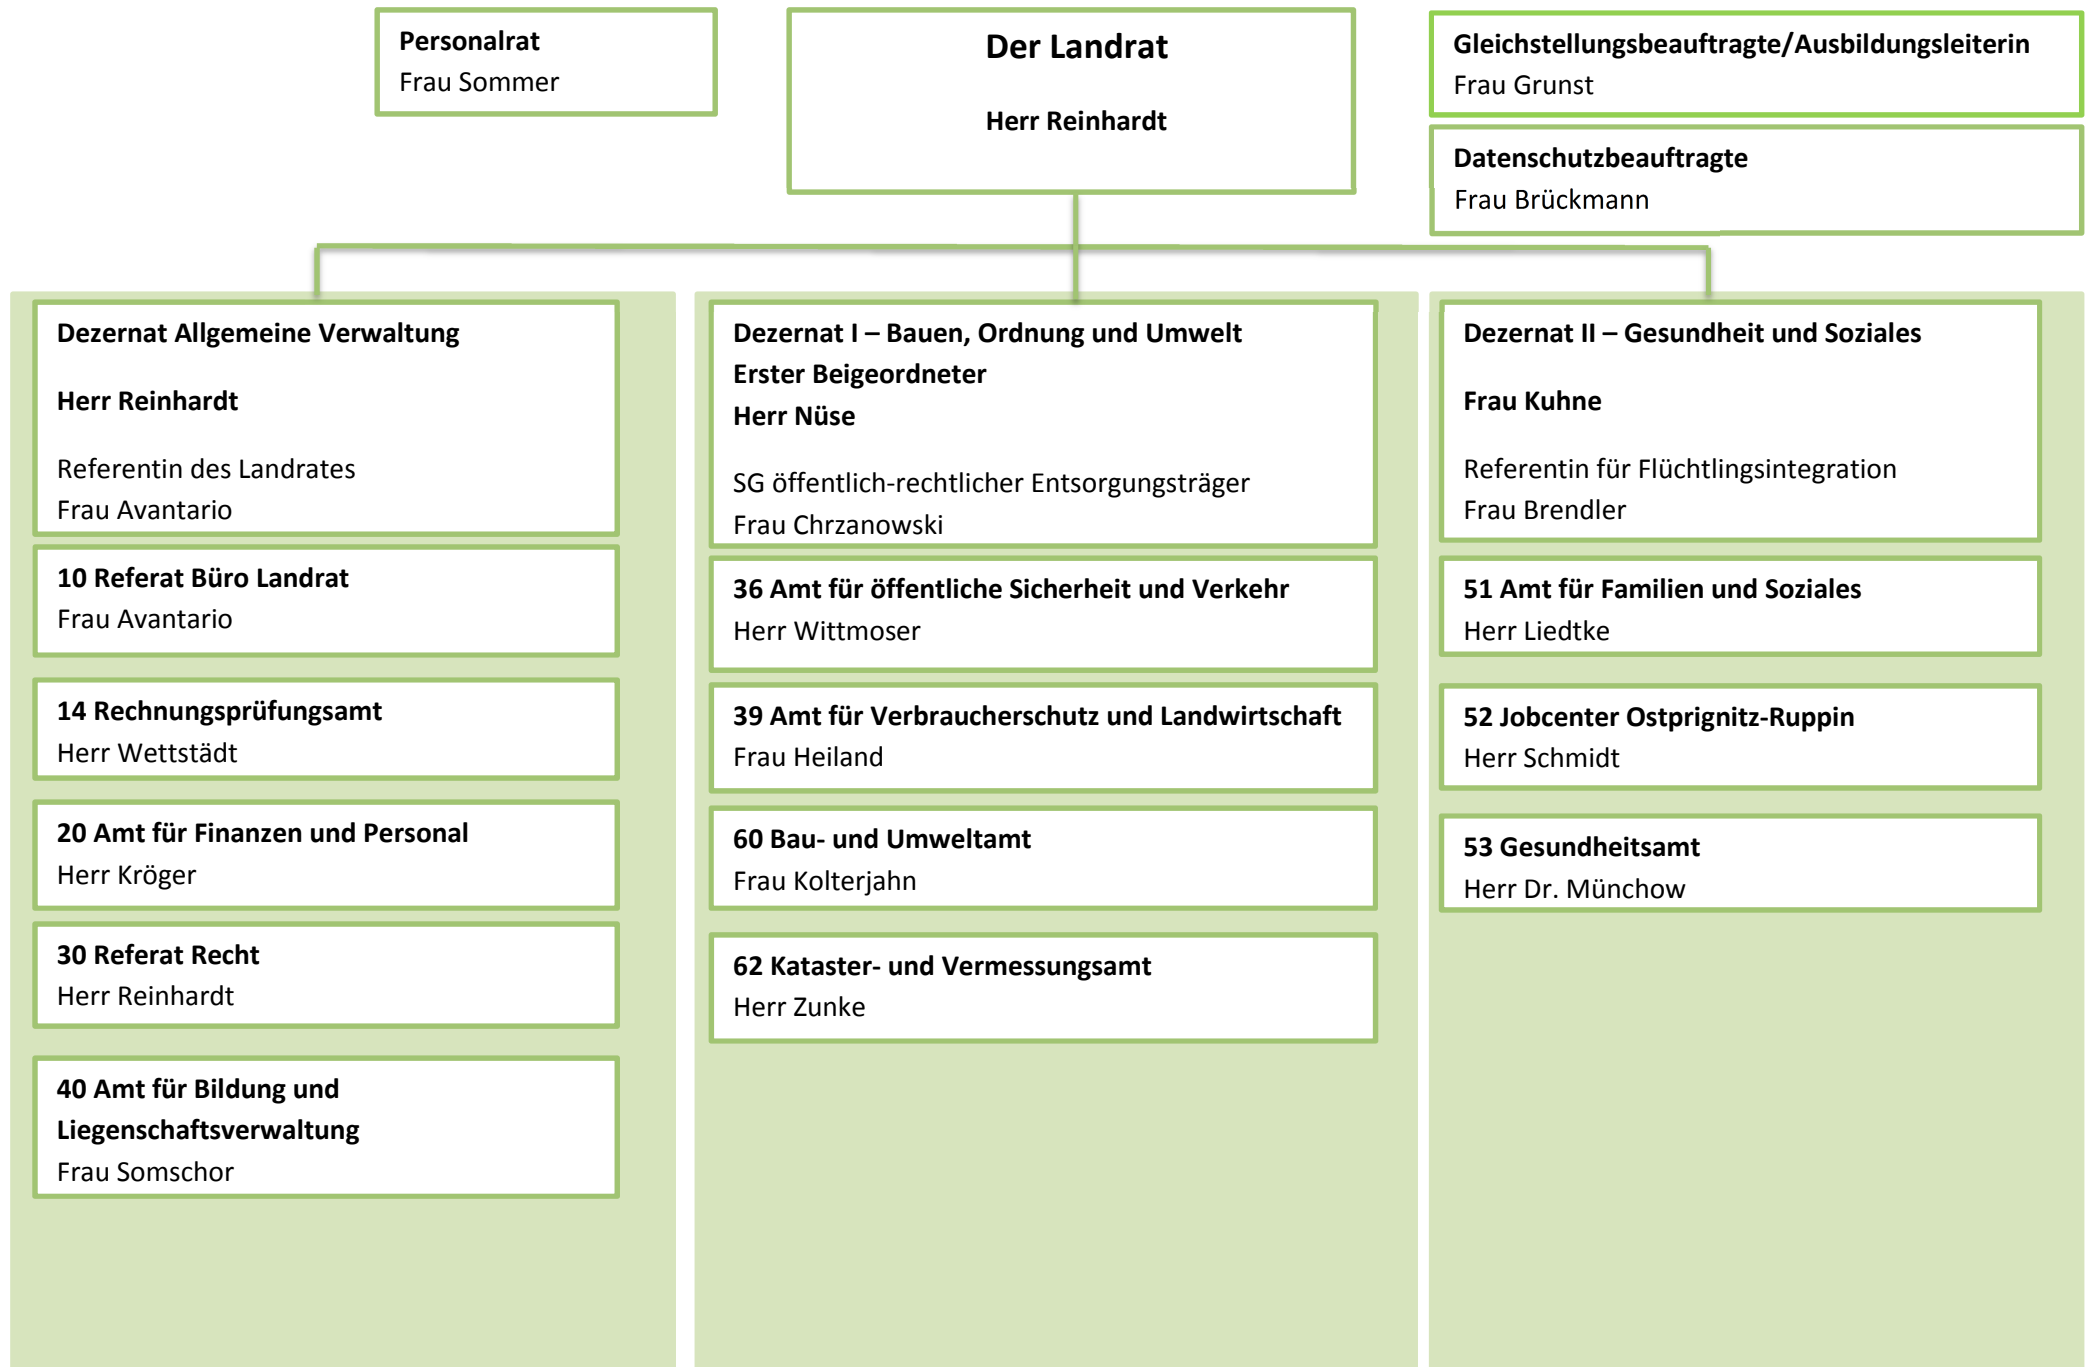 Personalrat
Frau Sommer
Der Landrat
Herr Reinhardt
Gleichstellungsbeauftragte/Ausbildungsleiterin
Frau Grunst
Datenschutzbeauftragte
Frau Brückmann
Dezernat Allgemeine Verwaltung
Herr Reinhardt
Referentin des Landrates
Frau Avantario
10 Referat Büro Landrat
Frau Avantario
14 Rechnungsprüfungsamt
Herr Wettstädt
20 Amt für Finanzen und Personal
Herr Kröger
30 Referat Recht
Herr Reinhardt
40 Amt für Bildung und
Liegenschaftsverwaltung
Frau Somschor
Dezernat I – Bauen, Ordnung und Umwelt
Erster Beigeordneter
Herr Nüse
SG öffentlich-rechtlicher Entsorgungsträger
Frau Chrzanowski
36 Amt für öffentliche Sicherheit und Verkehr
Herr Wittmoser
39 Amt für Verbraucherschutz und Landwirtschaft
Frau Heiland
60 Bau- und Umweltamt
Frau Kolterjahn
62 Kataster- und Vermessungsamt
Herr Zunke
Dezernat II – Gesundheit und Soziales
Frau Kuhne
Referentin für Flüchtlingsintegration
Frau Brendler
51 Amt für Familien und Soziales
Herr Liedtke
52 Jobcenter Ostprignitz-Ruppin
Herr Schmidt
53 Gesundheitsamt
Herr Dr. Münchow